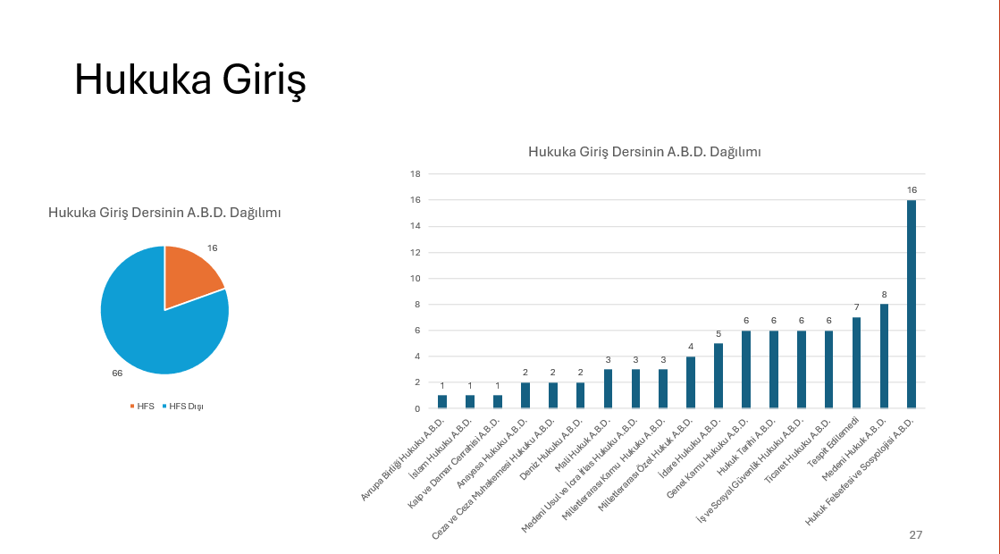 Hukuka Giriş
Hukuka Giriş Dersinin A.B.D. Dağılımı
16
66
HFS
HFS Dışı
Hukuka Giriş Dersinin A.B.D. Dağılımı
18
16
14
12
10
8
6
4
2
0
1
1
1
2
2
2
3
3
3
4
5
6
6
6
6
7
8
16
Avrupa Birliği Hukuku A.B.D.
İslam Hukuku A.B.D.
Kalp ve Damar Cerrahisi A.B.D.
Anayasa Hukuku A.B.D.
Ceza ve Ceza Muhakemesi Hukuku A.B.D.
Deniz Hukuku A.B.D.
Mali Hukuk A.B.D.
Medeni Usul ve İcra İflas Hukuku A.B.D.
Milletlerarası Kamu Hukuku A.B.D.
Milletlerarası Özel Hukuk A.B.D.
İdare Hukuku A.B.D.
Genel Kamu Hukuku A.B.D.
Hukuk Tarihi A.B.D.
İş ve Sosyal Güvenlik Hukuku A.B.D.
Ticaret Hukuku A.B.D.
Tespit Edilemedi
Medeni Hukuk A.B.D.
Hukuk Felsefesi ve Sosyolojisi A.B.D.
27